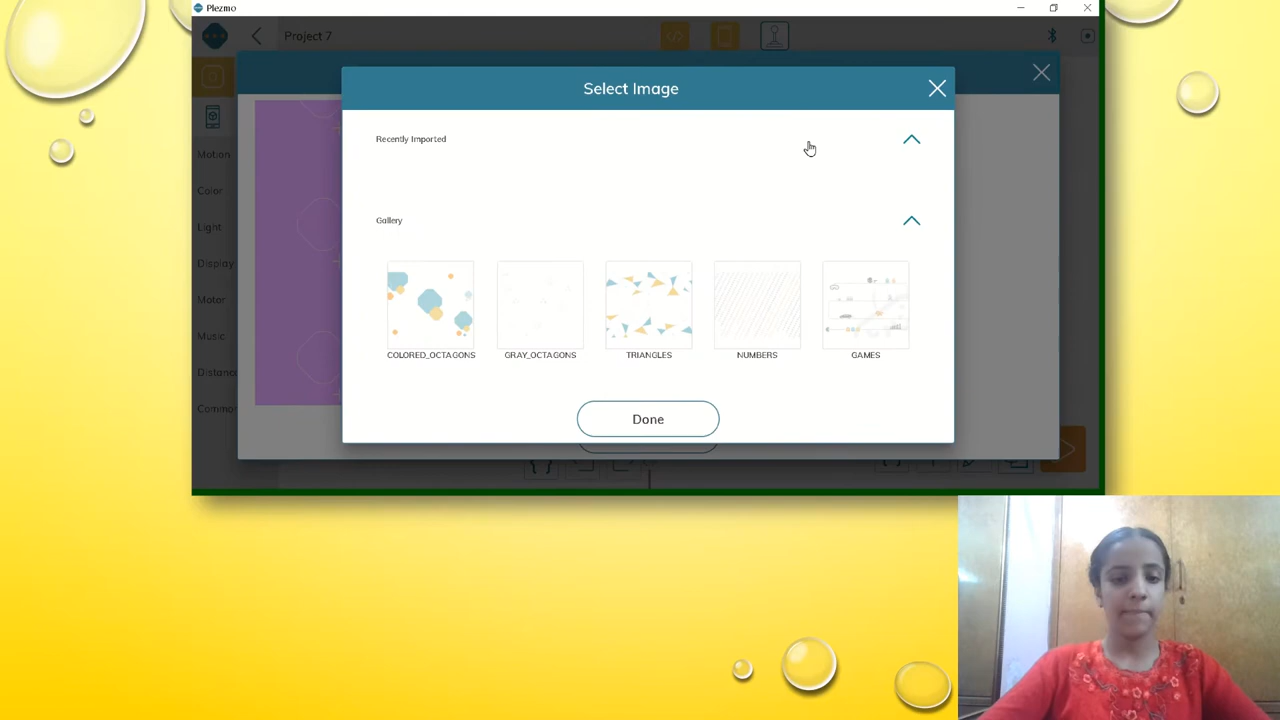 Plezmo
Project 7
Select Image
Recently Imported
Motion
Color
Gallery
Light
Display
Motor
Music
COLORED_OCTAGONS
GRAY_OCTAGONS
TRIANGLES
NUMBERS
GAMES
Distance
Common
Done